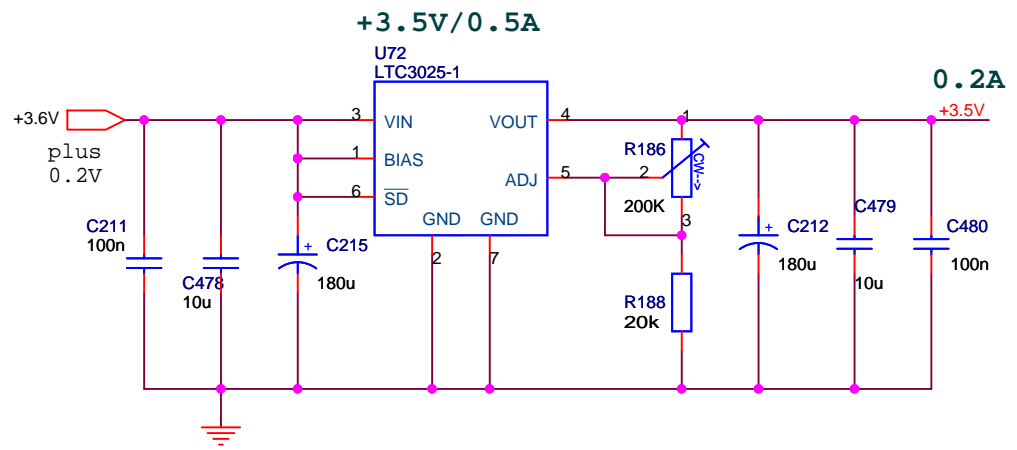 +3.5V/0.5A
U72
LTC3025-1
0.2A
+3.6V
plus
0.2V
3
VIN
VOUT
4
1
+3.5V
1
BIAS
R186
2
CW-->
ADJ
5
6
SD
200K
3
GND
GND
C211
100n
C478
10u
+
C215
180u
2
7
R188
20k
+
C212
180u
C479
10u
C480
100n